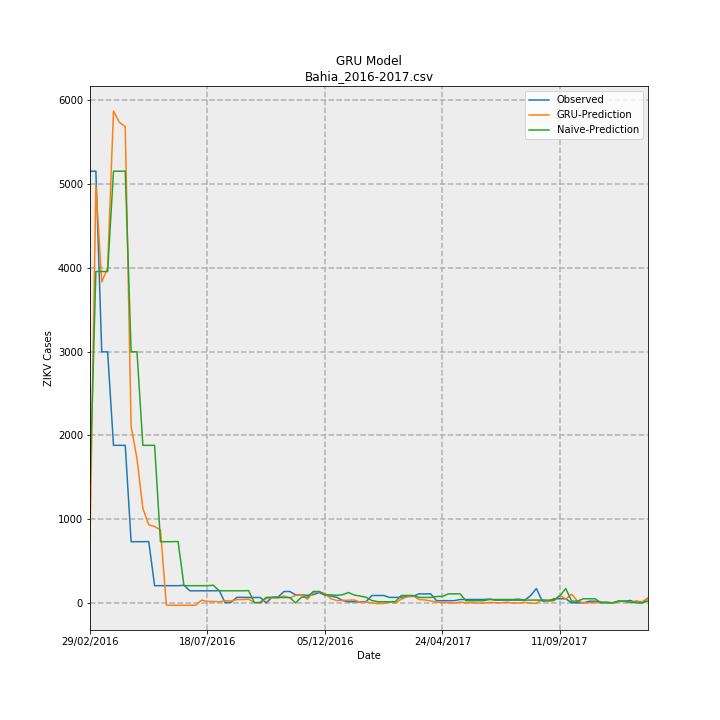 GRU Model
Bahia_2016-2017.csv
Observed
GRU-Prediction
Naive-Prediction
6000
5000
4000
3000
2000
1000
0
ZIKV Cases
29/02/2016
18/07/2016
05/12/2016
24/04/2017
11/09/2017
Date